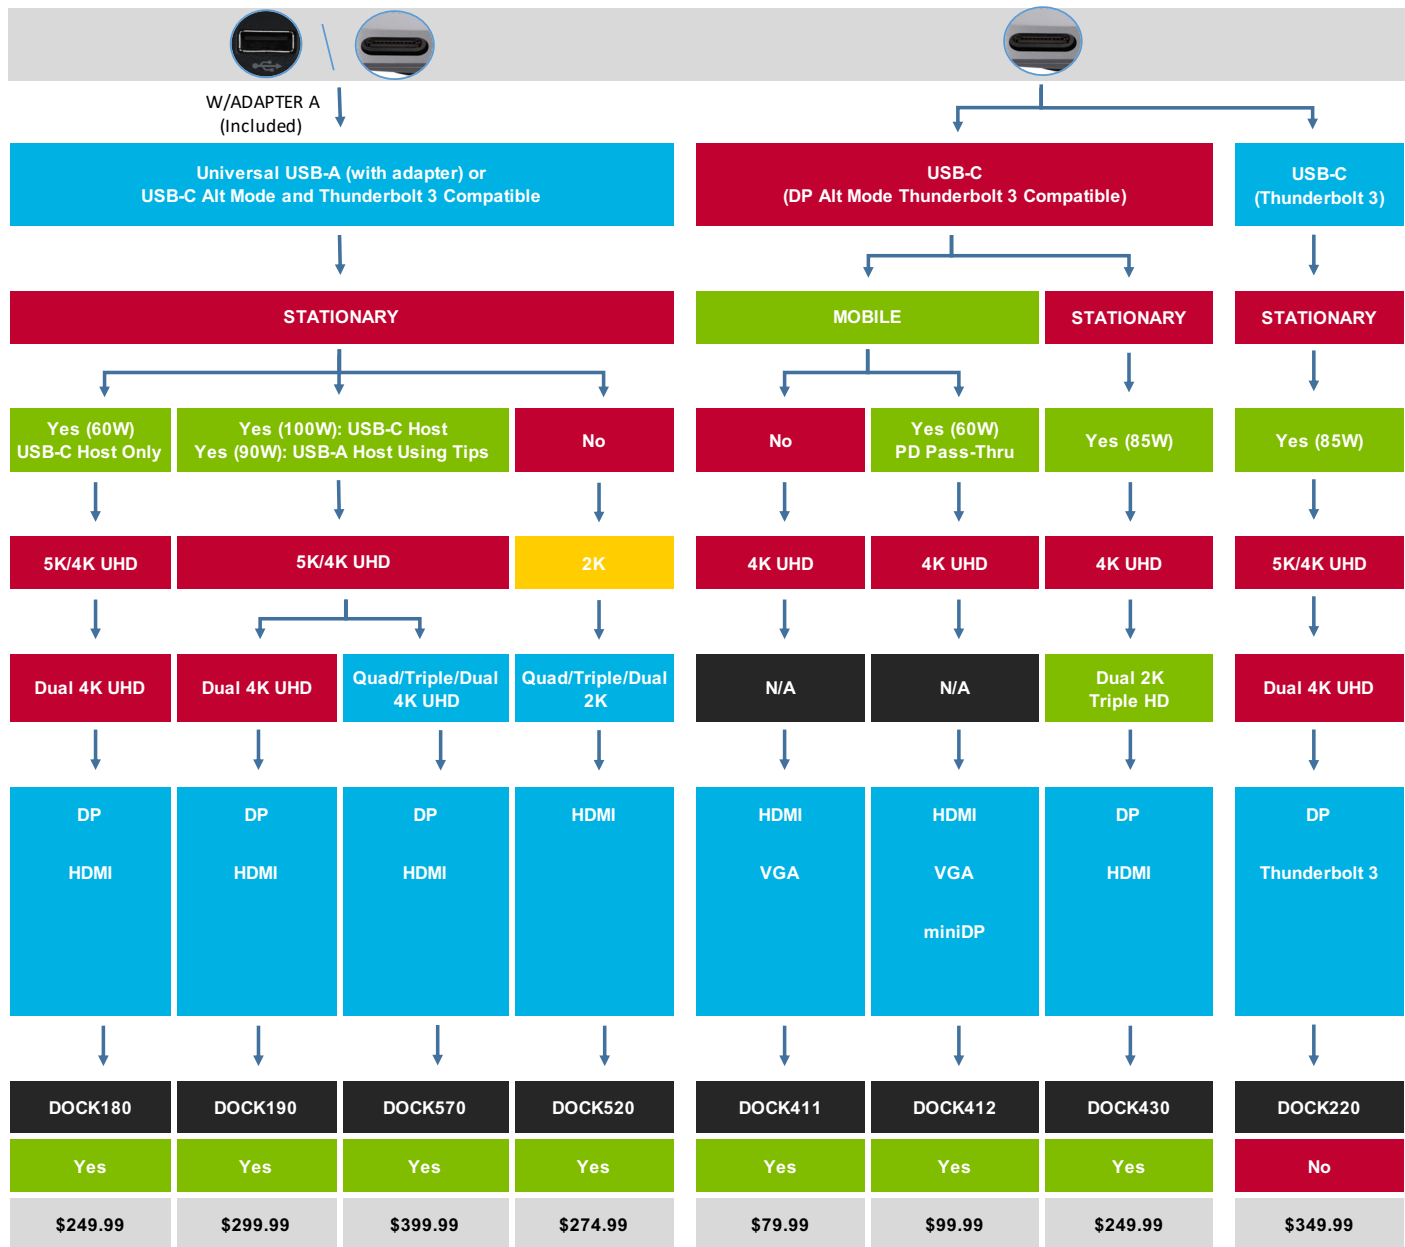 W/ADAPTER A
(Included)
Universal USB-A (with adapter) or
USB-C Alt Mode and Thunderbolt 3 Compatible
USB-C
(DP Alt Mode Thunderbolt 3 Compatible)
USB-C
(Thunderbolt 3)
STATIONARY
MOBILE
STATIONARY
STATIONARY
Yes (60W)
USB-C Host Only
Yes (100W): USB-C Host
Yes (90W): USB-A Host Using Tips
No
No
Yes (60W)
PD Pass-Thru
Yes (85W)
Yes (85W)
5K/4K UHD
5K/4K UHD
2K
4K UHD
4K UHD
4K UHD
5K/4K UHD
Dual 4K UHD
Dual 4K UHD
Quad/Triple/Dual
4K UHD
Quad/Triple/Dual
2K
N/A
N/A
Dual 2K
Triple HD
Dual 4K UHD
DP
HDMI
DP
HDMI
DP
HDMI
HDMI
HDMI
VGA
HDMI
VGA
miniDP
DP
HDMI
DP
Thunderbolt 3
DOCK180
DOCK190
DOCK570
DOCK520
DOCK411
DOCK412
DOCK430
DOCK220
Yes
Yes
Yes
Yes
Yes
Yes
Yes
No
$249.99
$299.99
$399.99
$274.99
$79.99
$99.99
$249.99
$349.99